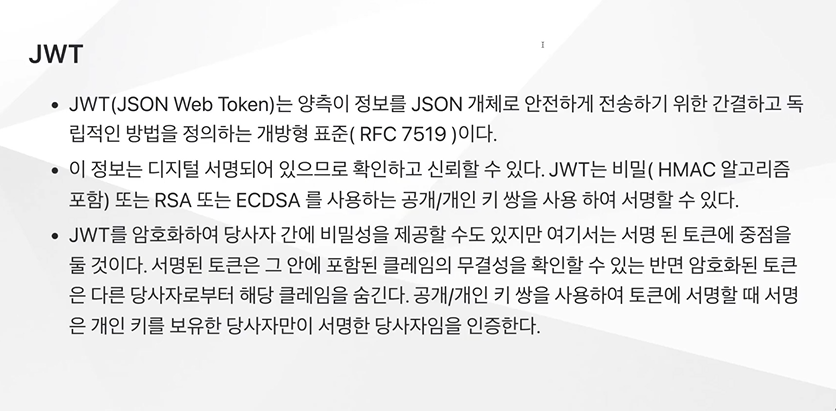 JWT
• JWT(JSON Web Token)는 양측이 정보를 JSON 개체로 안전하게 전송하기 위한 간결하고 독
립적인 방법을 정의하는 개방형 표준( RFC 7519 )이다.
• 이 정보는 디지털 서명되어 있으므로 확인하고 신뢰할 수 있다. JWT는 비밀( HMAC 알고리즘
포함) 또는 RSA 또는 ECDSA 를 사용하는 공개/개인 키 쌍을 사용 하여 서명할 수 있다.
• JWT를 암호화하여 당사자 간에 비밀성을 제공할 수도 있지만 여기서는 서명 된 토큰에 중점을
둘 것이다. 서명된 토큰은 그 안에 포함된 클레임의 무결성을 확인할 수 있는 반면 암호화된 토큰
은 다른 당사자로부터 해당 클레임을 숨긴다. 공개/개인 키 쌍을 사용하여 토큰에 서명할 때 서명
은 개인 키를 보유한 당사자만이 서명한 당사자임을 인증한다.